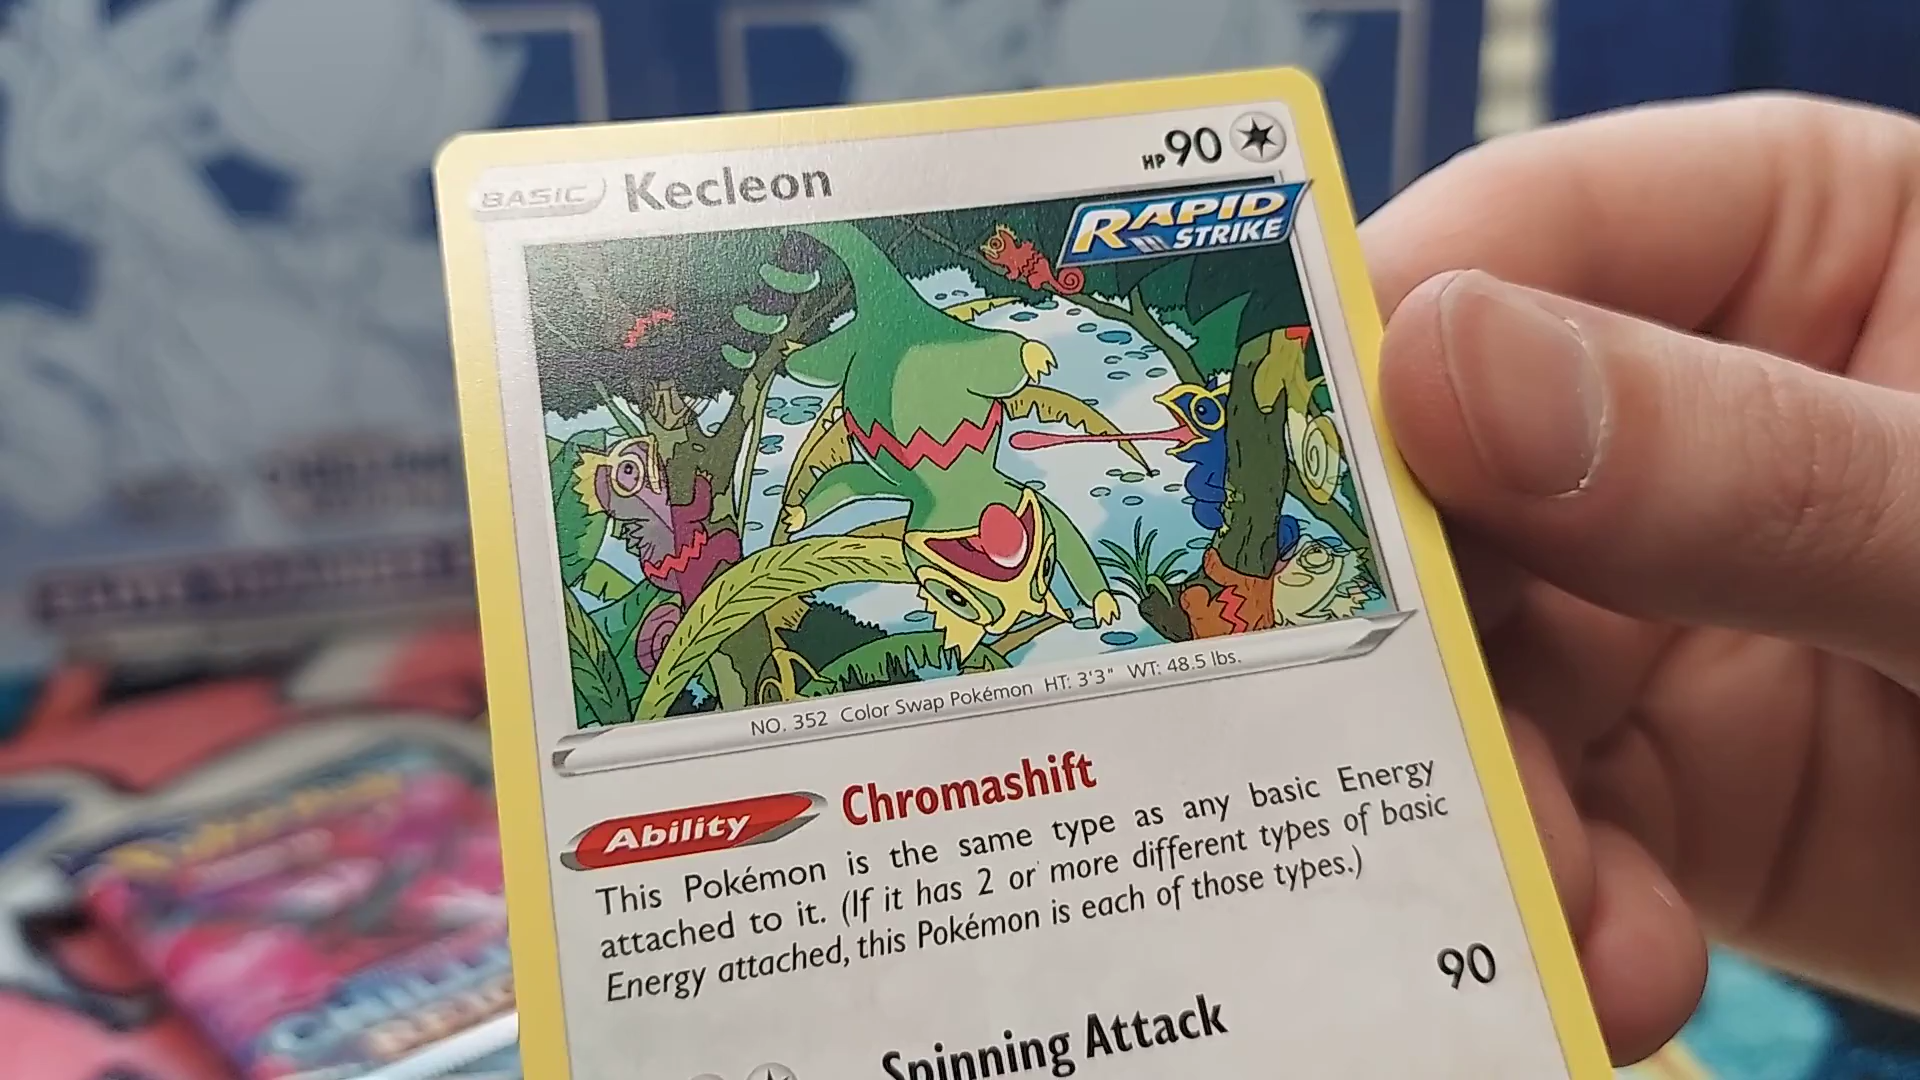 BASIC Kecleon HP 90
RAPID
STRIKE
NO. 352 Color Swap Pokémon HT: 3'3" WT: 48.5 lbs.
Ability Chromashift
This Pokémon is the same type as any basic Energy
attached to it. (If it has 2 or more different types of basic
Energy attached, this Pokémon is each of those types.)
Spinning Attack 90